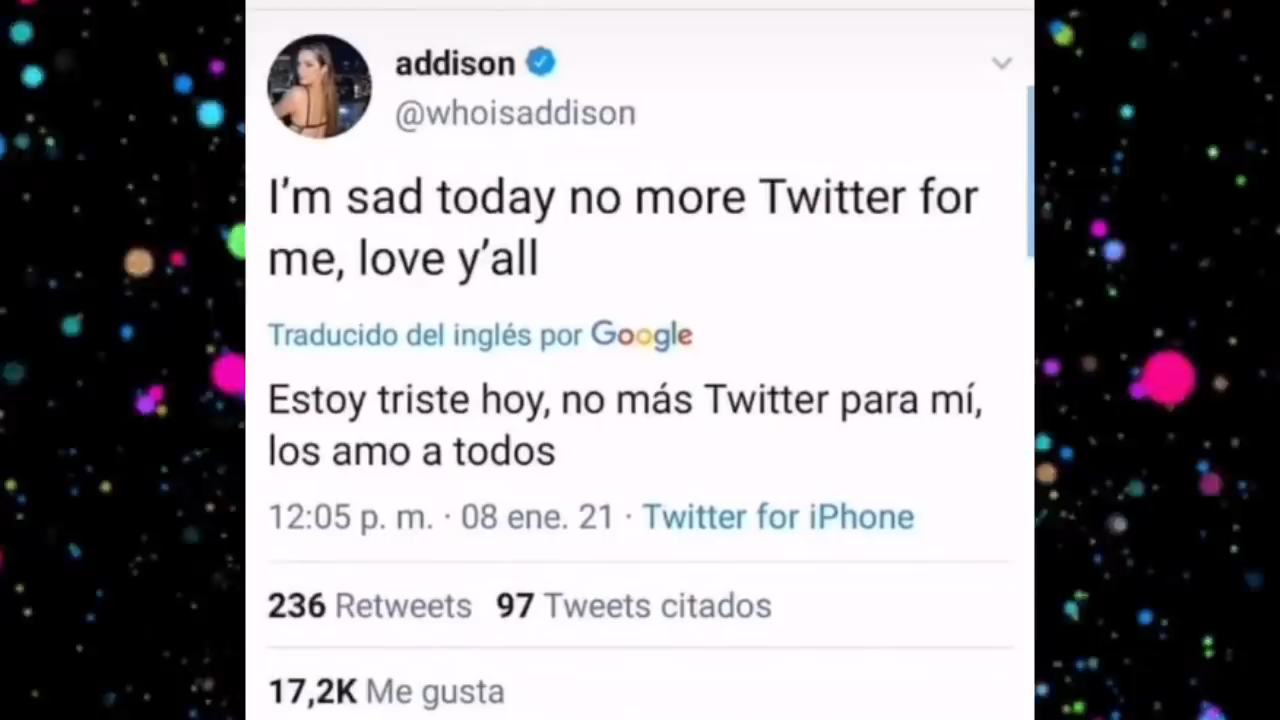 addison
@whoisaddison
I’m sad today no more Twitter for
me, love y’all
Traducido del inglés por Google
Estoy triste hoy, no más Twitter para mí,
los amo a todos
12:05 p. m. · 08 ene. 21 · Twitter for iPhone
236 Retweets 97 Tweets citados
17,2K Me gusta